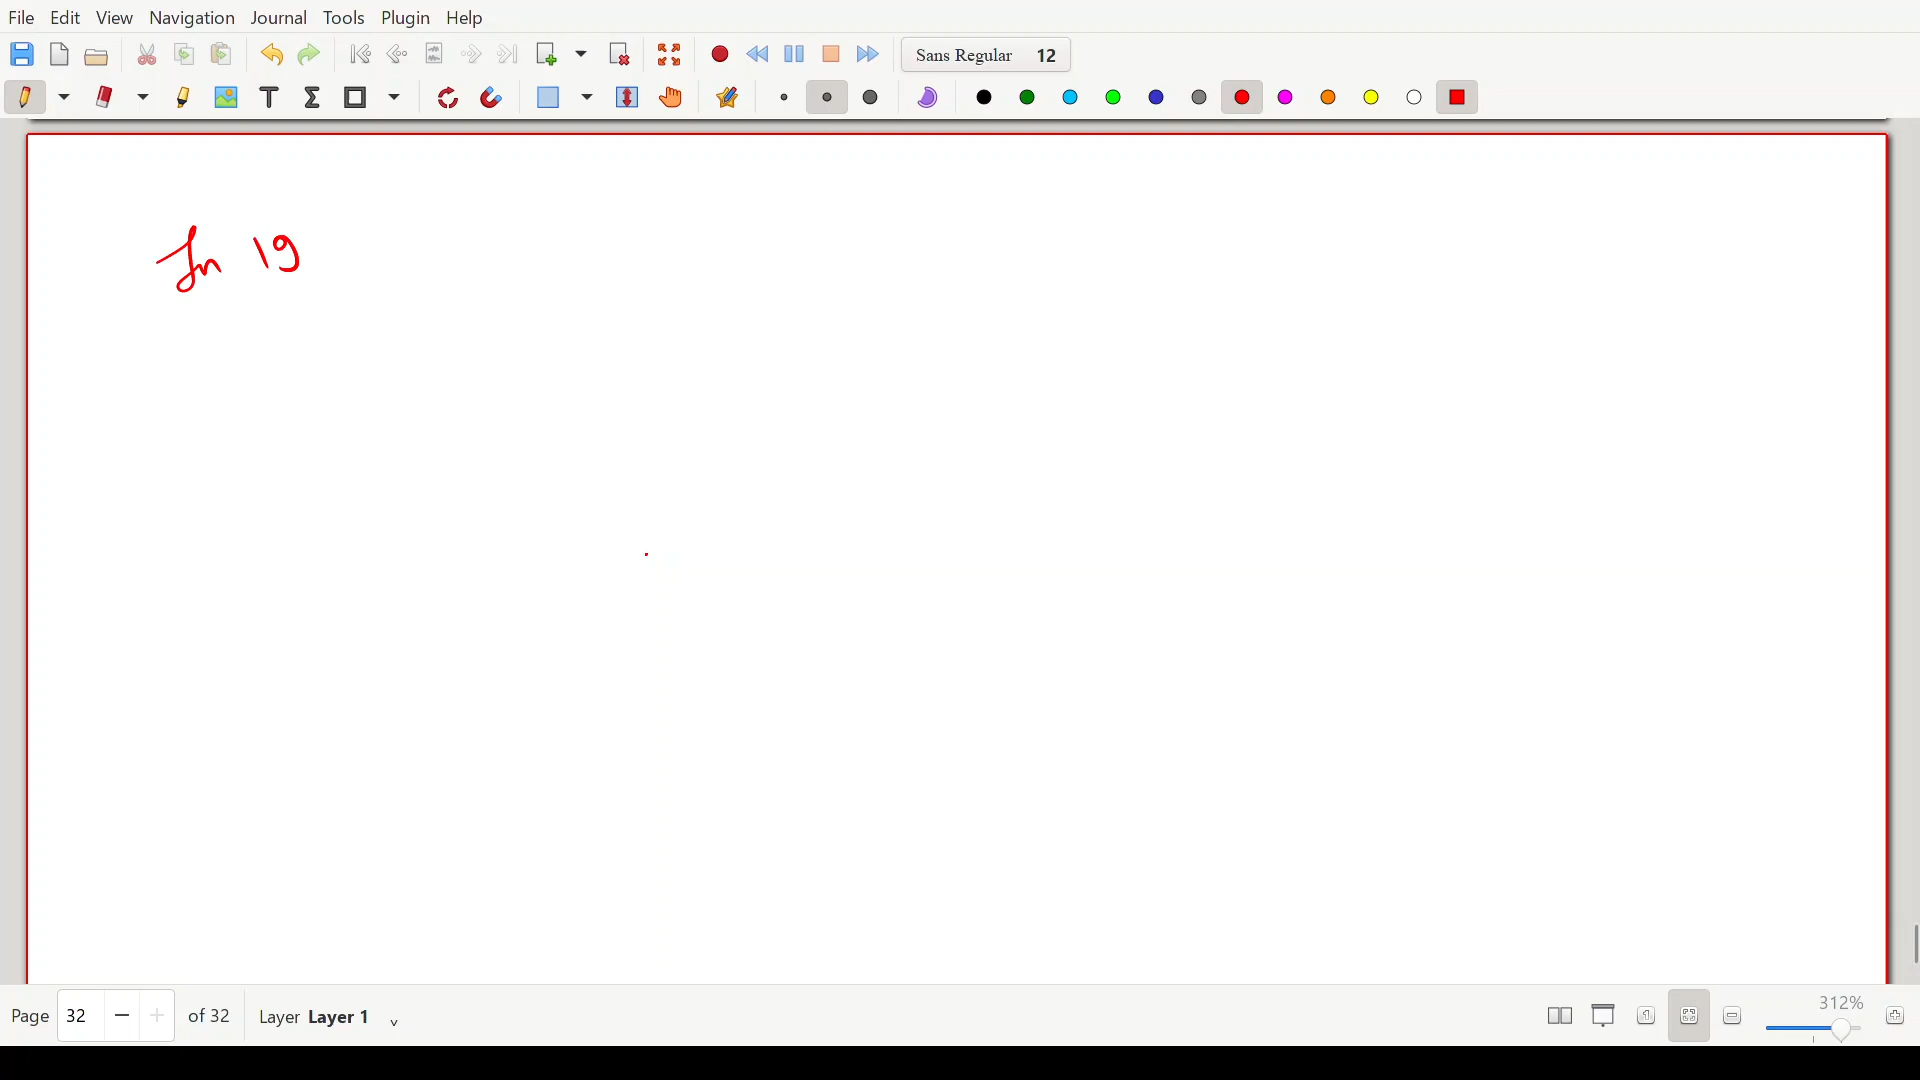 File Edit View Navigation Journal Tools Plugin Help
Sans Regular 12
In 19
Page 32 of 32 Layer Layer 1
312%